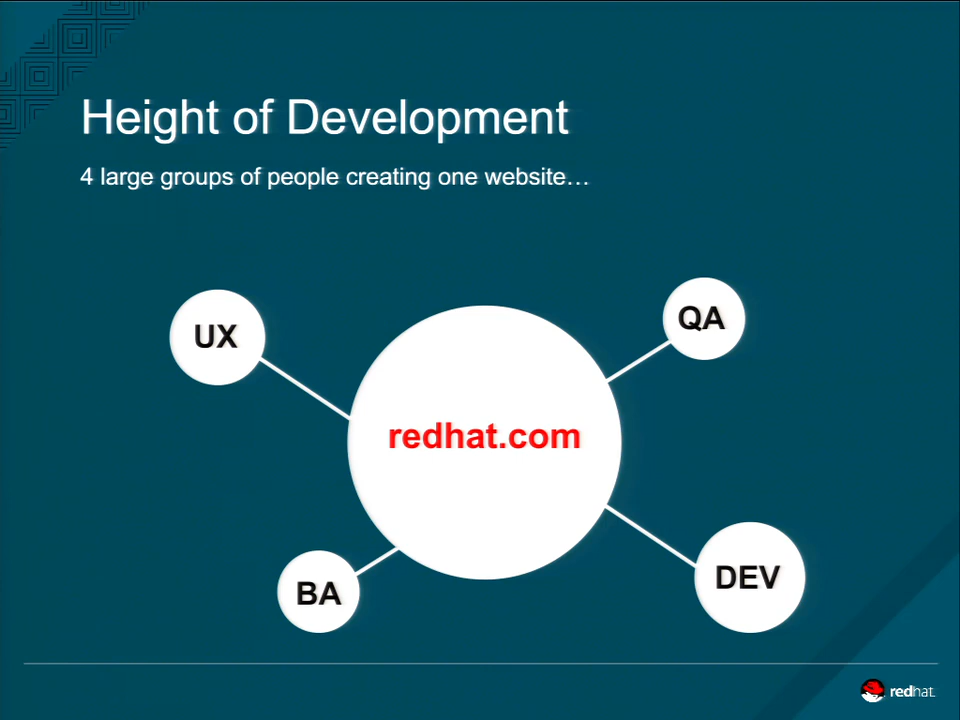 Height of Development
4 large groups of people creating one website…
UX
QA
redhat.com
BA
DEV
redhat.